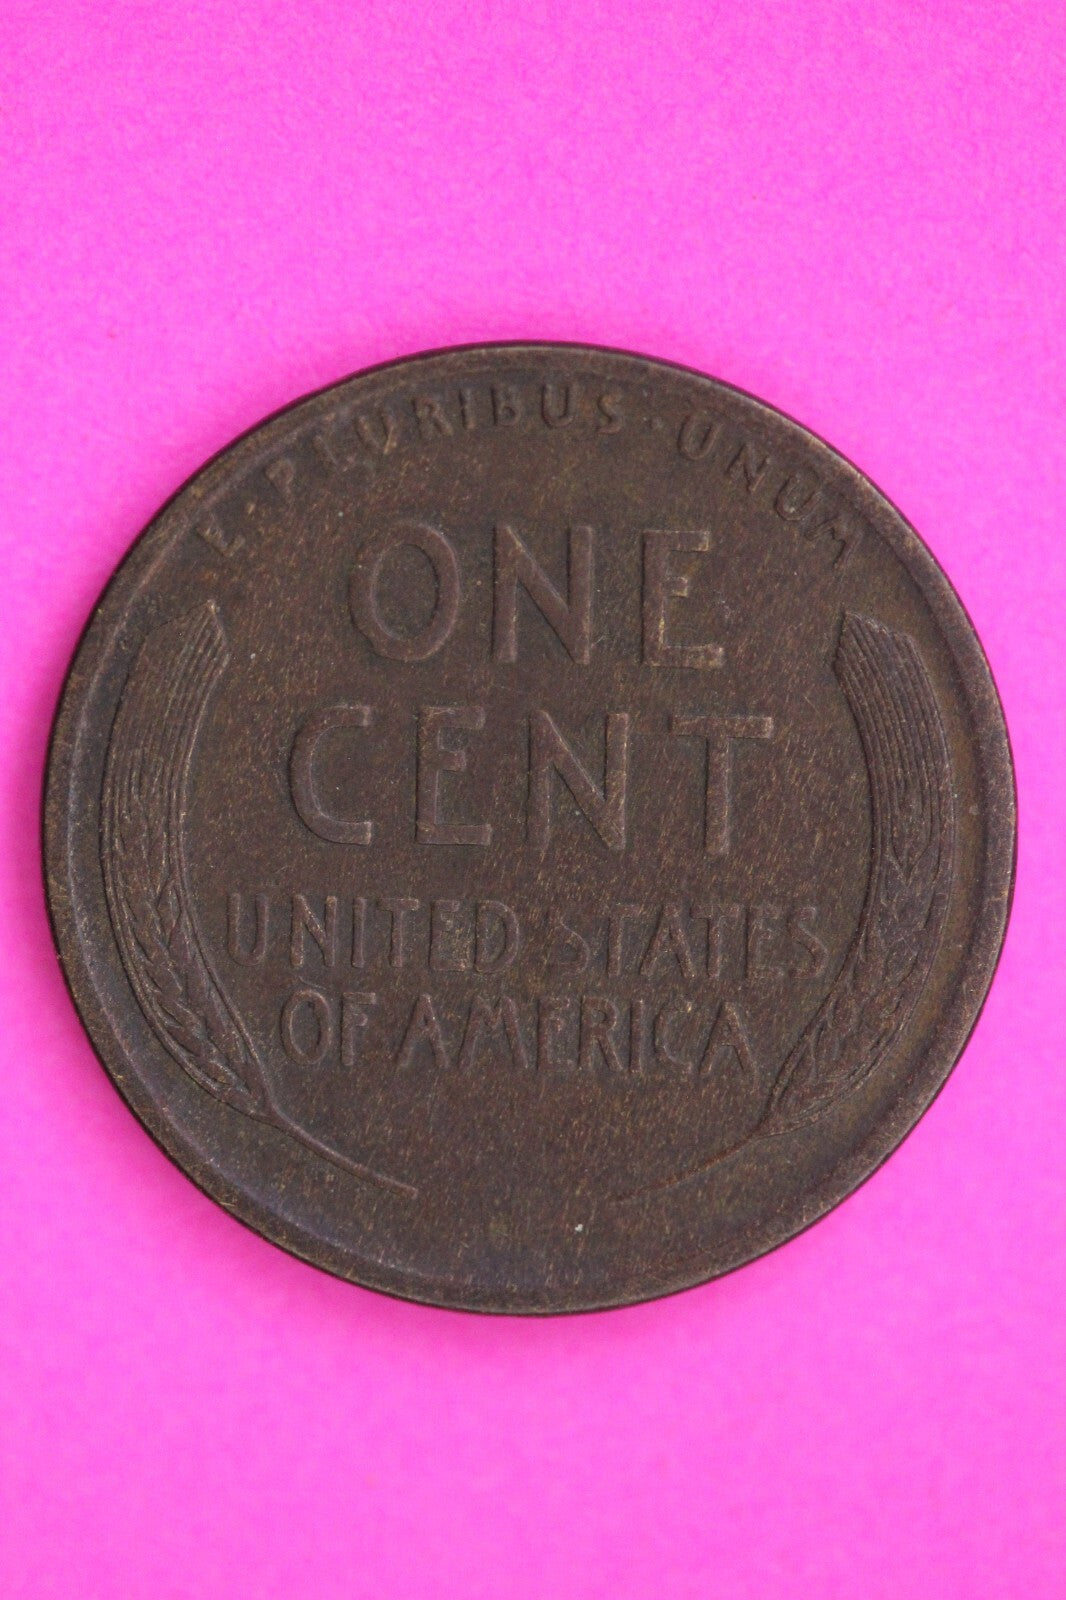 E·PLURIBUS·UNUM
ONE
CENT
UNITED STATES
OF AMERICA